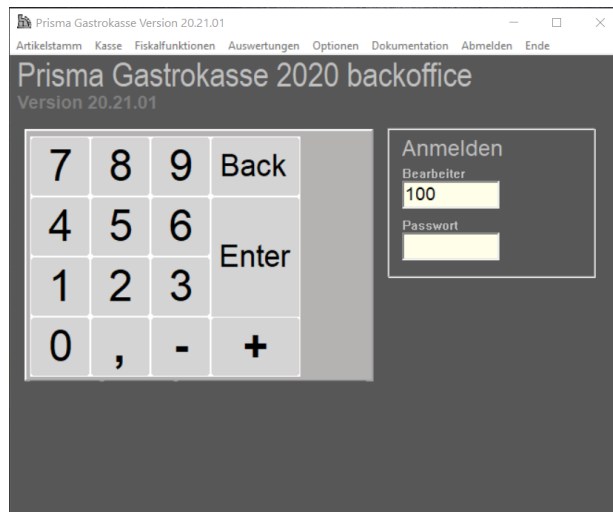 Prisma Gastrokasse Version 20.21.01
Artikelstamm Kasse Fiskalfunktionen Auswertungen Optionen Dokumentation Abmelden Ende
Prisma Gastrokasse 2020 backoffice
Version 20.21.01
7 8 9 Back
4 5 6
Enter
1 2 3
0 , - +
Anmelden
Bearbeiter
100
Passwort